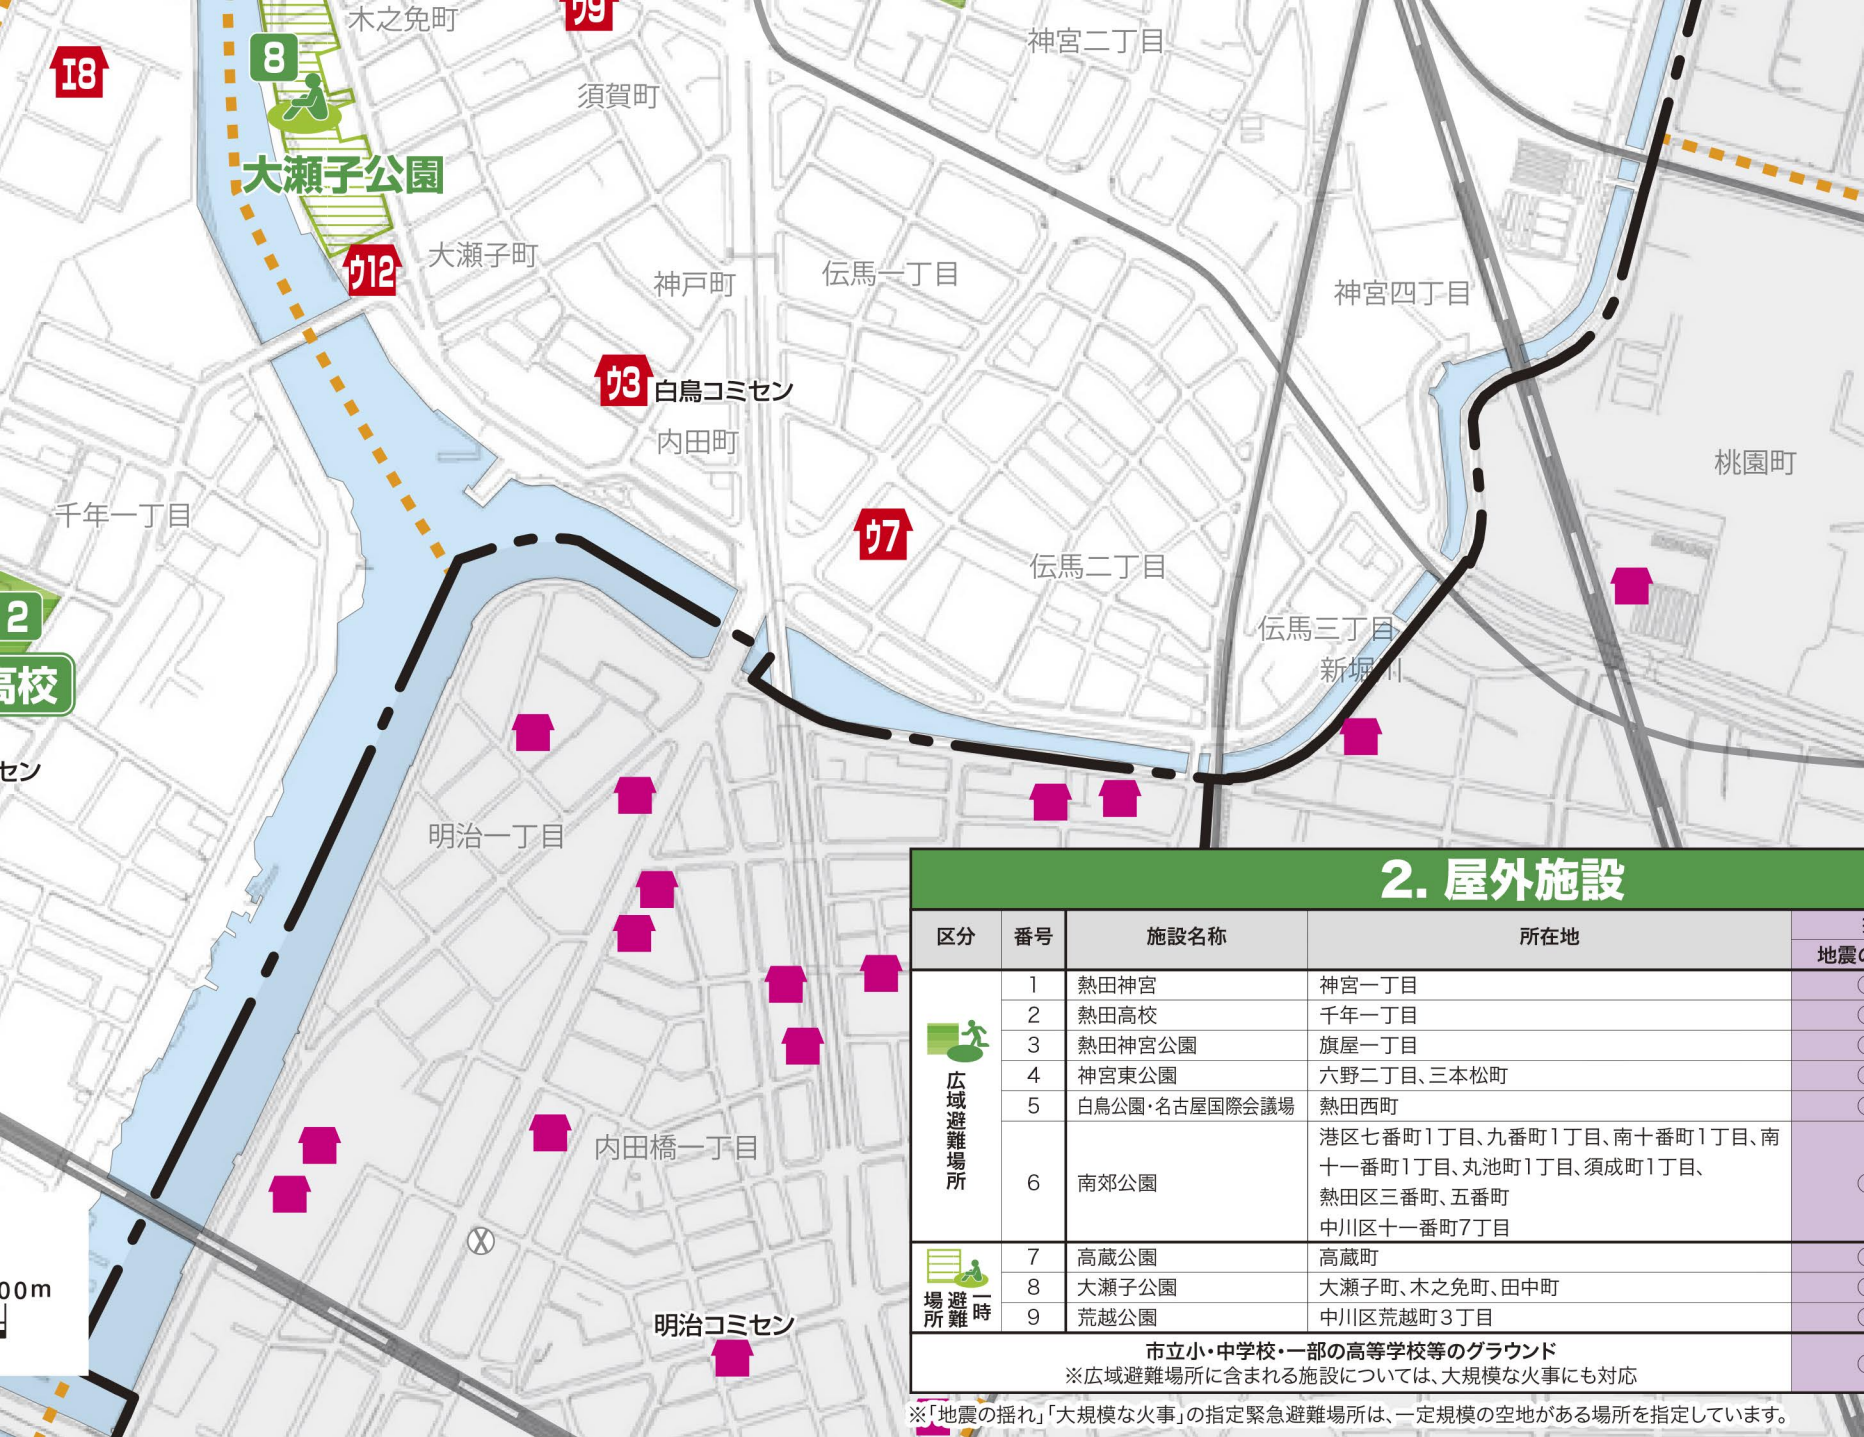 木之免町
ウ9
神宮二丁目
8
エ8
須賀町
大瀬子公園
大瀬子町
ウ12
神戸町
伝馬一丁目
神宮四丁目
ウ3
白鳥コミセン
内田町
桃園町
千年一丁目
ウ7
伝馬二丁目
2
伝馬三丁目
新堀川
高校
セン
明治一丁目
内田橋一丁目
00m
明治コミセン
2. 屋外施設
区分 番号 施設名称 所在地
地震の
広域避難場所
1 熱田神宮 神宮一丁目
2 熱田高校 千年一丁目
3 熱田神宮公園 旗屋一丁目
4 神宮東公園 六野二丁目、三本松町
5 白鳥公園・名古屋国際会議場 熱田西町
6 南郊公園 港区七番町1丁目、九番町1丁目、南十番町1丁目、南
十一番町1丁目、丸池町1丁目、須成町1丁目、
熱田区三番町、五番町
中川区十一番町7丁目
一時避難場所
7 高蔵公園 高蔵町
8 大瀬子公園 大瀬子町、木之免町、田中町
9 荒越公園 中川区荒越町3丁目
市立小・中学校・一部の高等学校等のグラウンド
※広域避難場所に含まれる施設については、大規模な火事にも対応
※「地震の揺れ」「大規模な火事」の指定緊急避難場所は、一定規模の空地がある場所を指定しています。